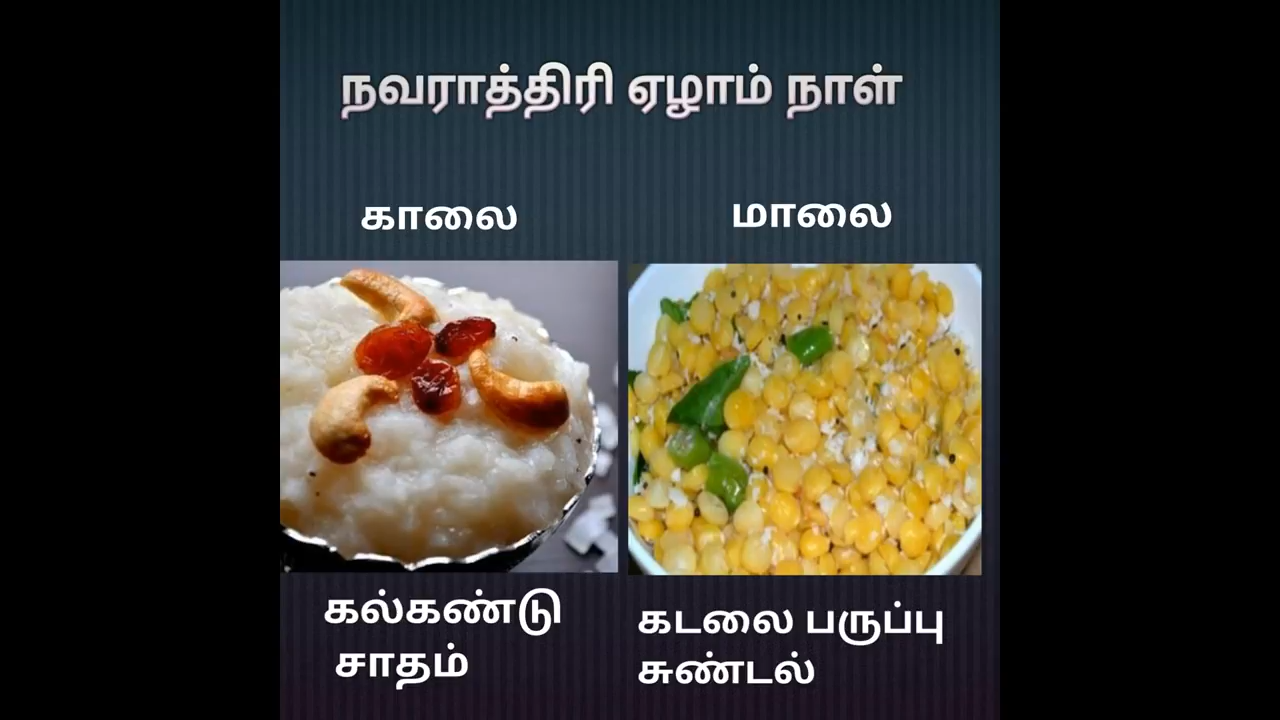 நவராத்திரி ஏழாம் நாள்
காலை
மாலை
கல்கண்டு
சாதம்
கடலை பருப்பு
சுண்டல்